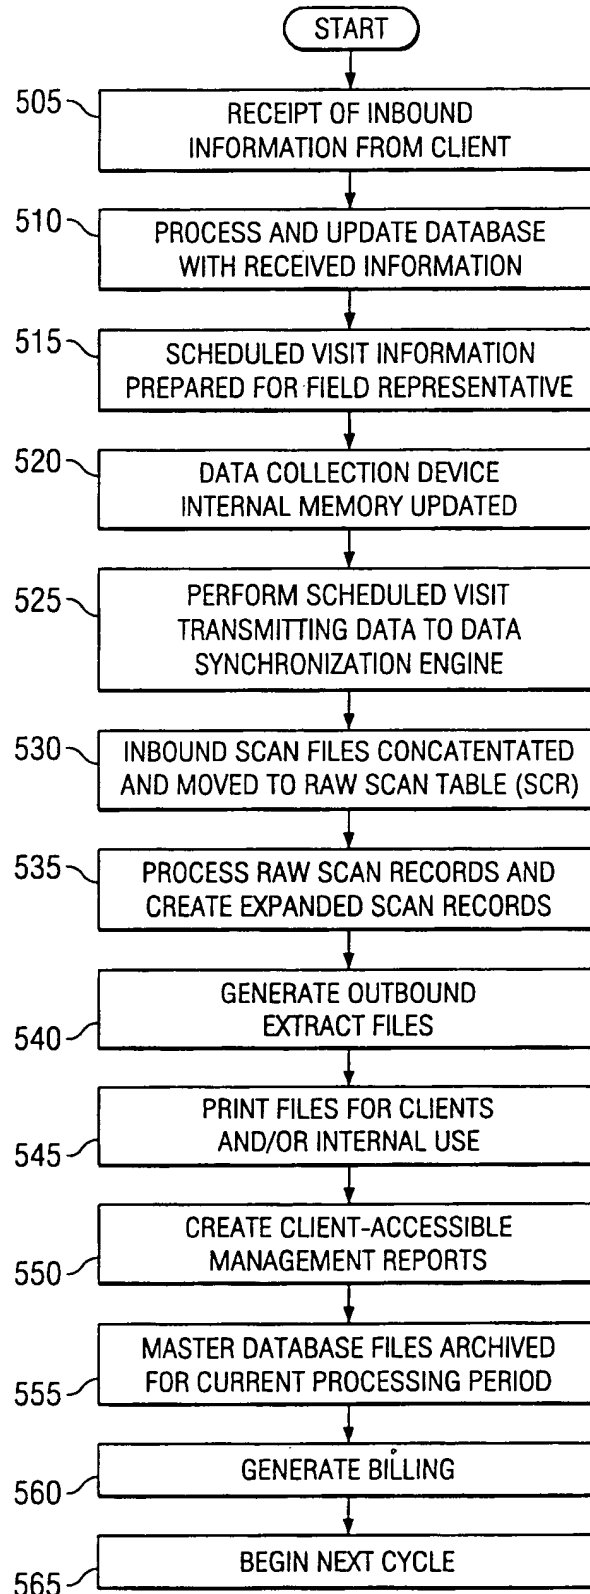 START
505
RECEIPT OF INBOUND
INFORMATION FROM CLIENT
510
PROCESS AND UPDATE DATABASE
WITH RECEIVED INFORMATION
515
SCHEDULED VISIT INFORMATION
PREPARED FOR FIELD REPRESENTATIVE
520
DATA COLLECTION DEVICE
INTERNAL MEMORY UPDATED
525
PERFORM SCHEDULED VISIT
TRANSMITTING DATA TO DATA
SYNCHRONIZATION ENGINE
530
INBOUND SCAN FILES CONCATENTATED
AND MOVED TO RAW SCAN TABLE (SCR)
535
PROCESS RAW SCAN RECORDS AND
CREATE EXPANDED SCAN RECORDS
GENERATE OUTBOUND
EXTRACT FILES
540
PRINT FILES FOR CLIENTS
AND/OR INTERNAL USE
545
CREATE CLIENT-ACCESSIBLE
MANAGEMENT REPORTS
550
MASTER DATABASE FILES ARCHIVED
FOR CURRENT PROCESSING PERIOD
555
GENERATE BILLING
560
BEGIN NEXT CYCLE
565